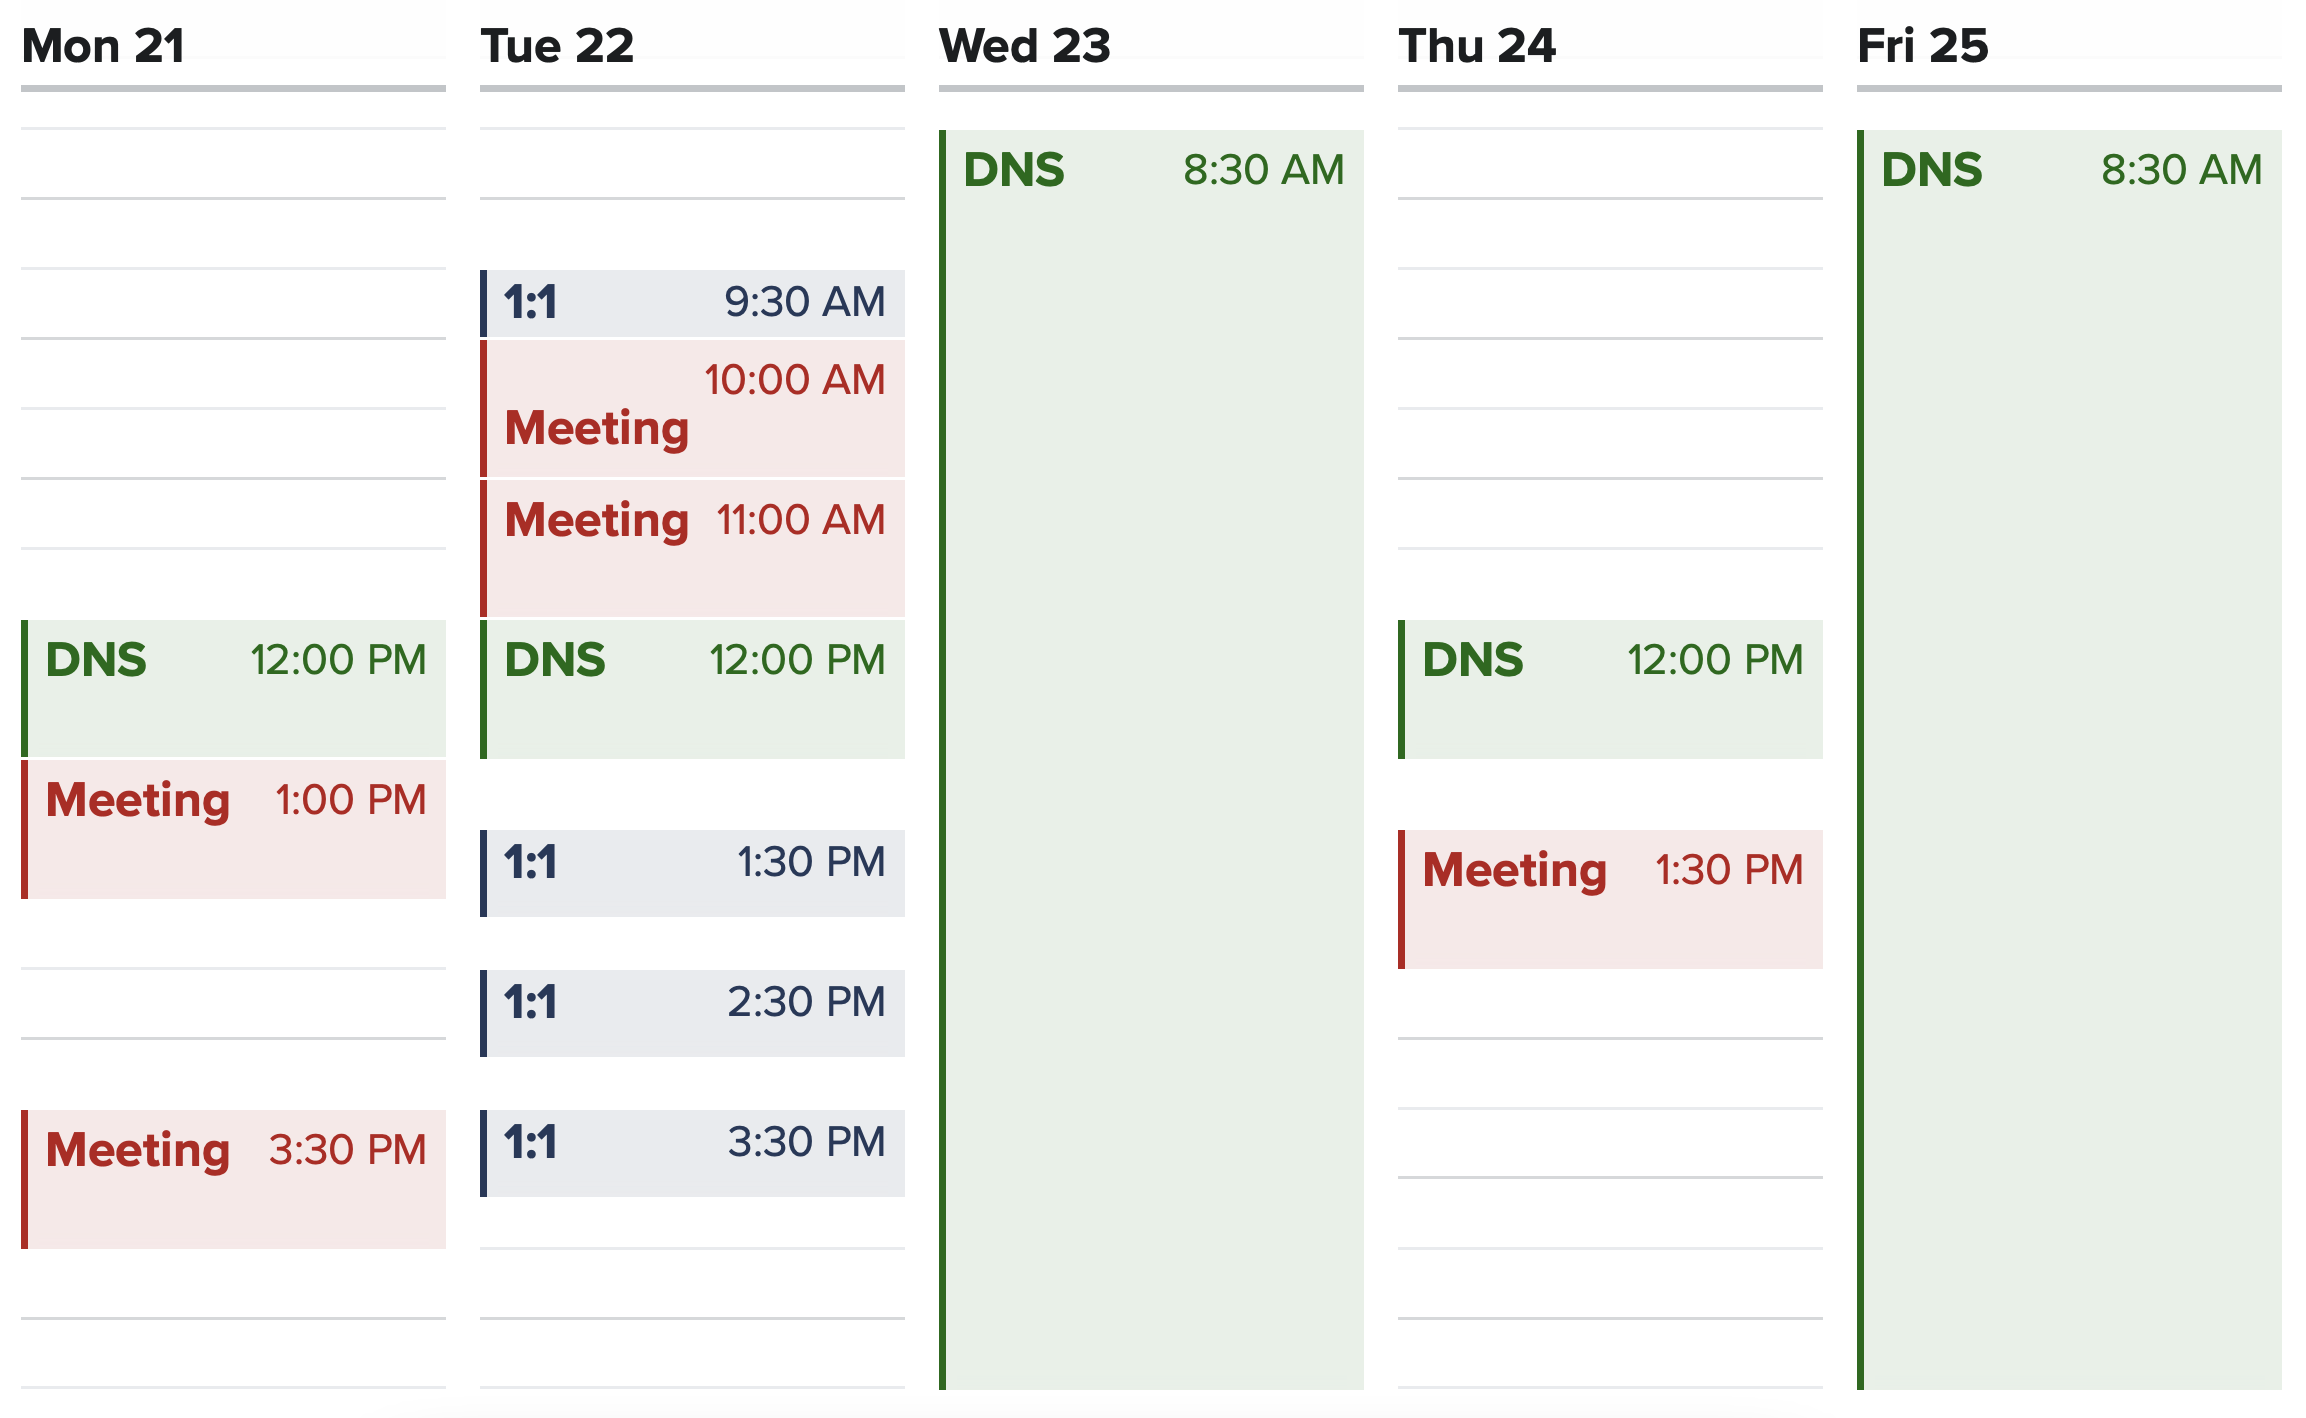 Mon 21
DNS 12:00 PM
Meeting 1:00 PM
Meeting 3:30 PM
Tue 22
1:1 9:30 AM
10:00 AM
Meeting
Meeting 11:00 AM
DNS 12:00 PM
1:1 1:30 PM
1:1 2:30 PM
1:1 3:30 PM
Wed 23
DNS 8:30 AM
Thu 24
DNS 12:00 PM
Meeting 1:30 PM
Fri 25
DNS 8:30 AM